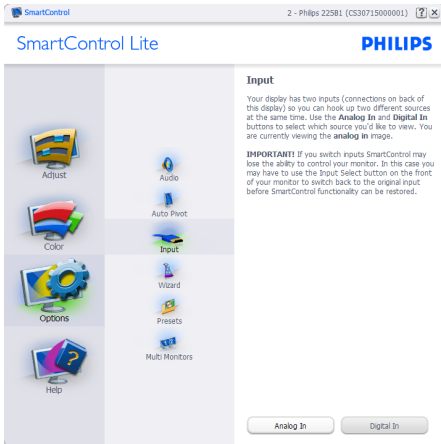 SmartControl
2 - Philips 225B1 (CS30715000001)
? ×
SmartControl Lite
PHILIPS
Adjust
Color
Options
Help
Audio
Auto Pivot
Input
Wizard
Presets
Multi Monitors
Input
Your display has two inputs (connections on back of
this display) so you can hook up two different sources
at the same time. Use the Analog In and Digital In
buttons to select which source you'd like to view. You
are currently viewing the analog in image.
IMPORTANT! If you switch inputs SmartControl may
lose the ability to control your monitor. In this case you
may have to use the Input Select button on the front
of your monitor to switch back to the original input
before SmartControl functionality can be restored.
Analog In
Digital In